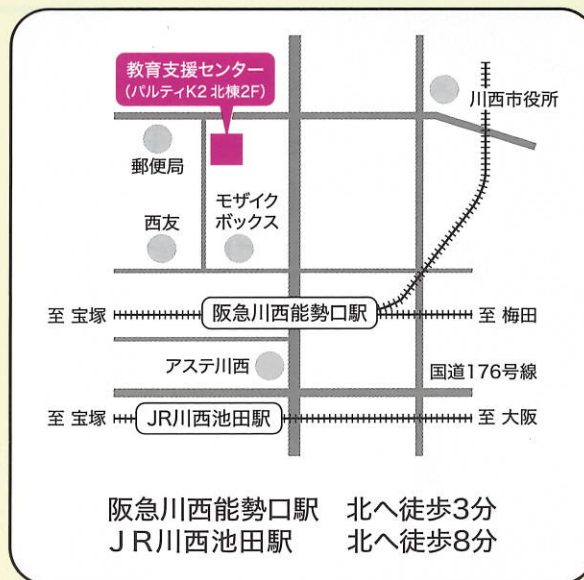 教育支援センター
(パルティK2 北棟2F)
川西市役所
郵便局
モザイク
ボックス
西友
至 宝塚
阪急川西能勢口駅
至 梅田
アステ川西
国道176号線
至 宝塚
JR川西池田駅
至 大阪
阪急川西能勢口駅 北へ徒歩3分
JR川西池田駅 北へ徒歩8分